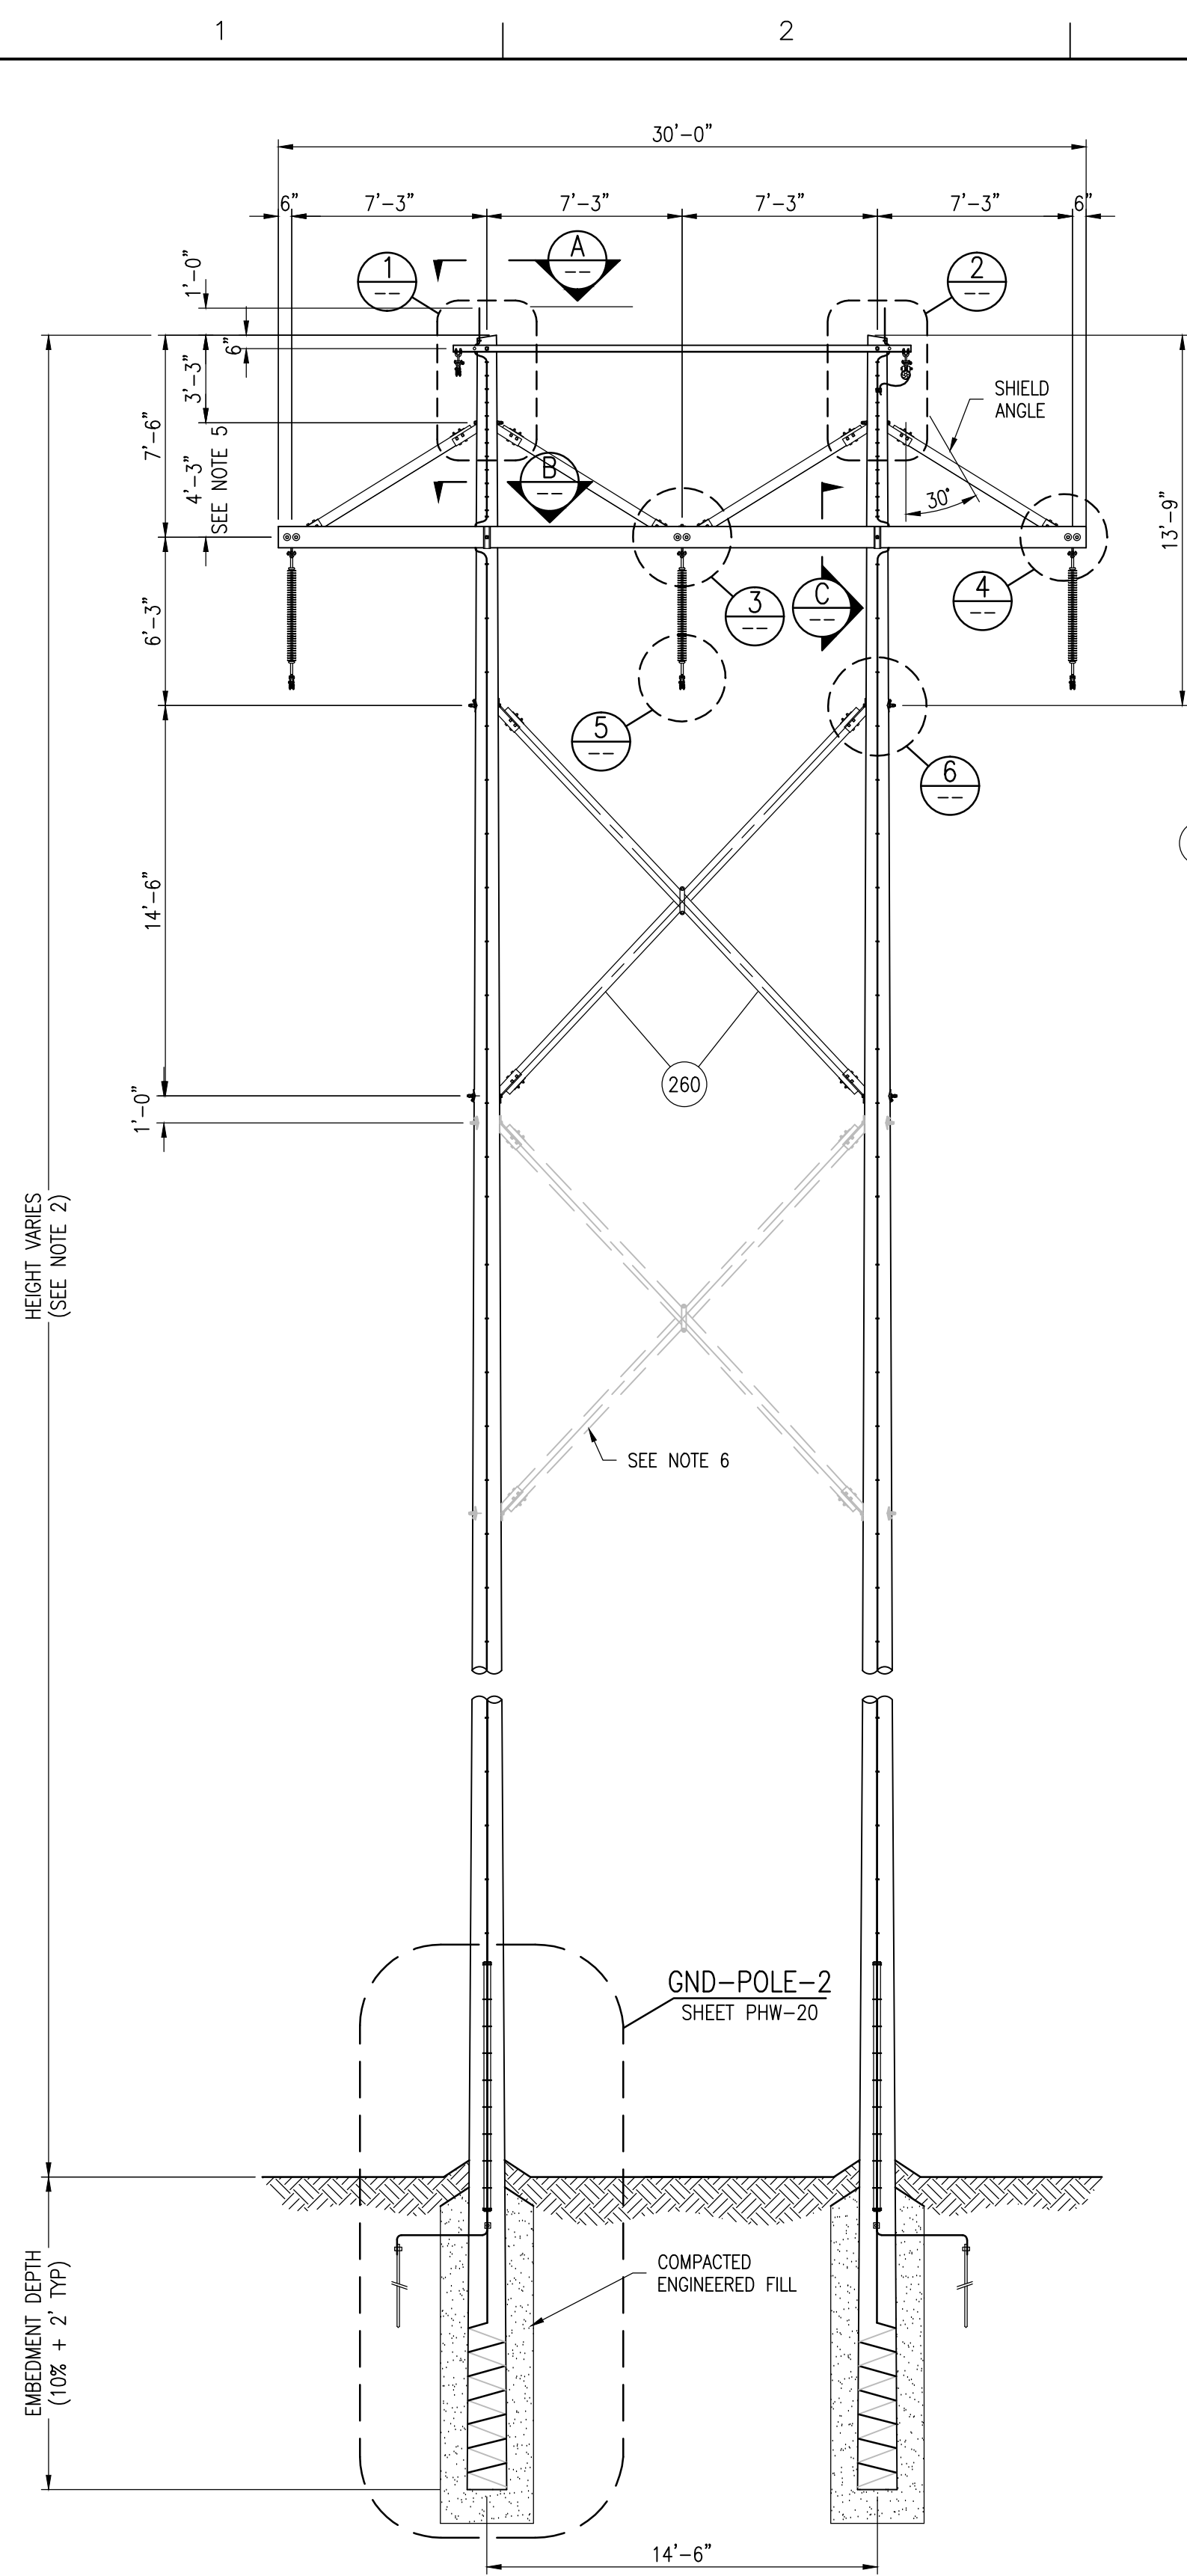 1
2
30'-0"
6"
7'-3"
7'-3"
7'-3"
7'-3"
6"
1'-0"
A
--
1
--
2
--
6"
3'-3"
7'-6"
4'-3"
SEE NOTE 5
SHIELD
ANGLE
30°
13'-9"
B
--
3
--
C
--
4
--
6'-3"
5
--
6
--
14'-6"
260
1'-0"
HEIGHT VARIES
(SEE NOTE 2)
SEE NOTE 6
GND-POLE-2
SHEET PHW-20
COMPACTED
ENGINEERED FILL
EMBEDMENT DEPTH
(10% + 2' TYP)
14'-6"